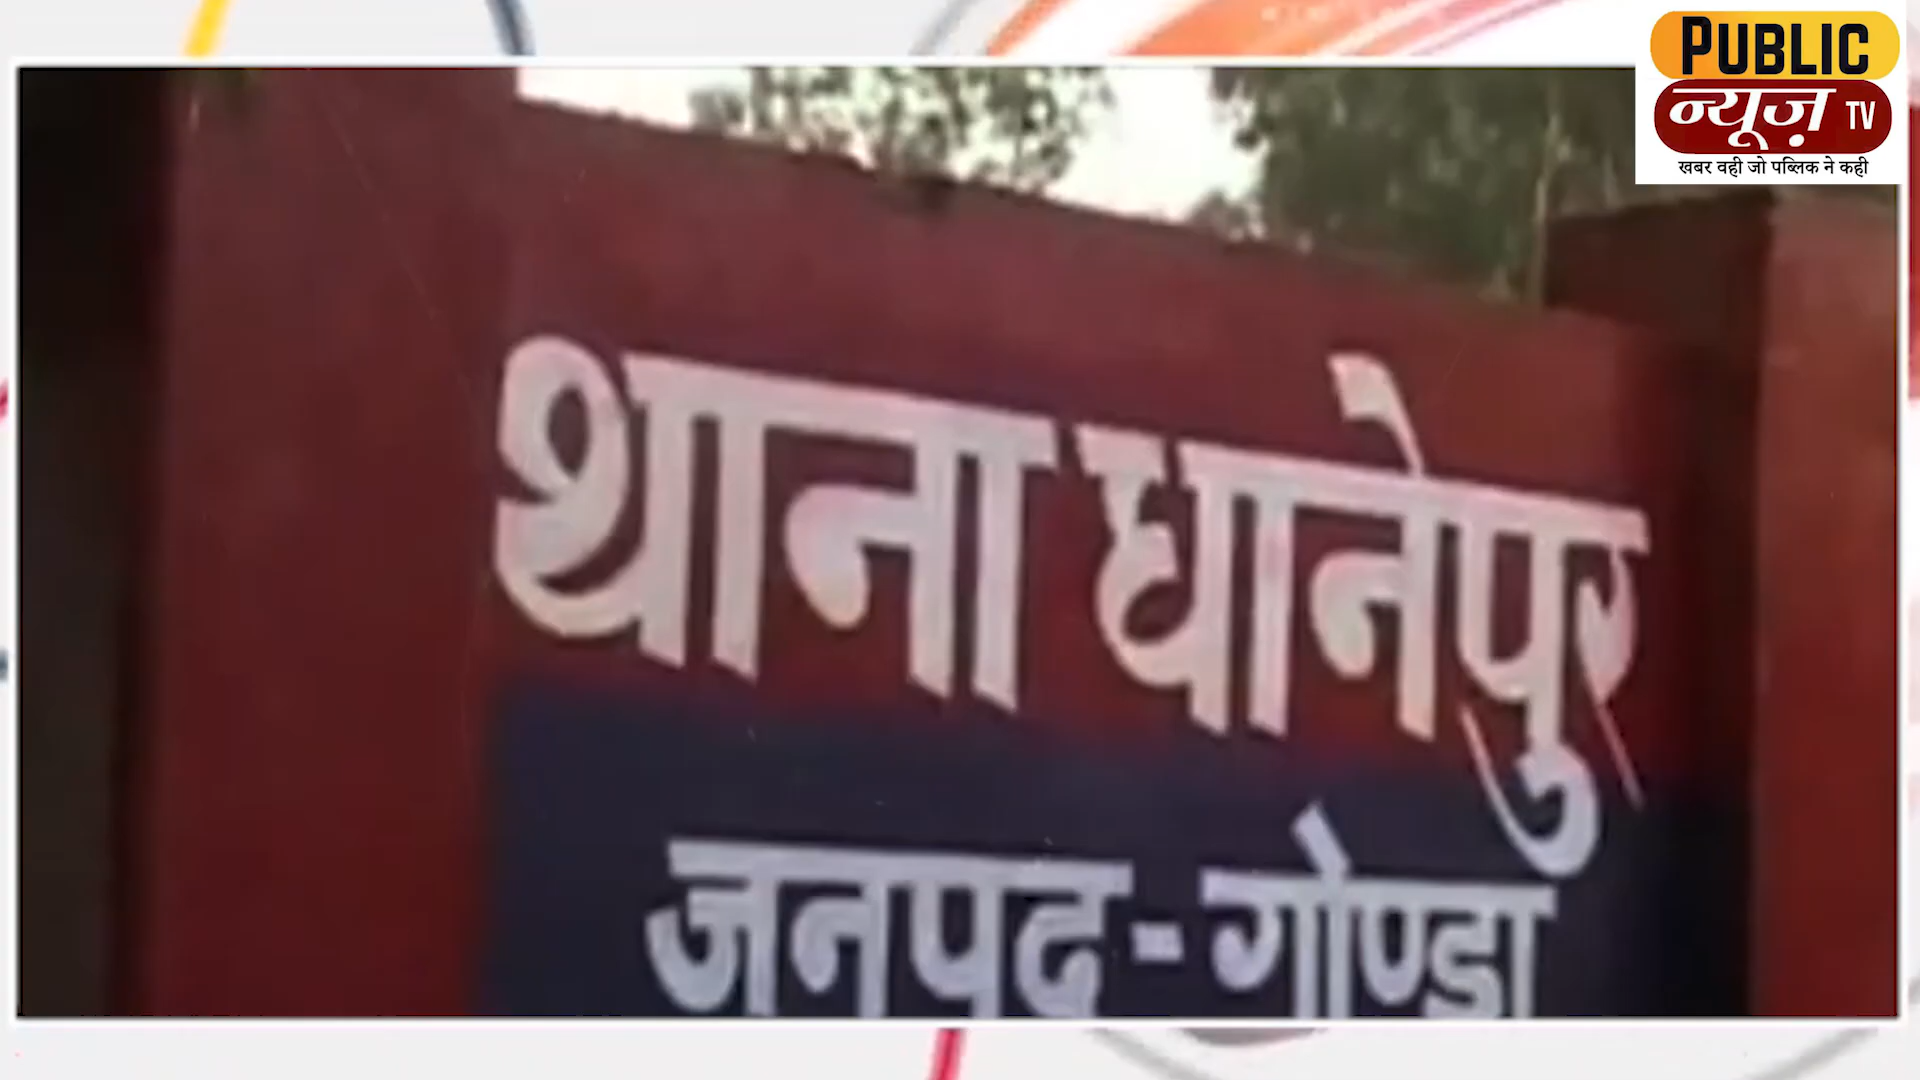 PUBLIC
न्यूज़ TV
खबर वही जो पब्लिक ने कही
थाना धानेपुर
जनपद - गोण्डा